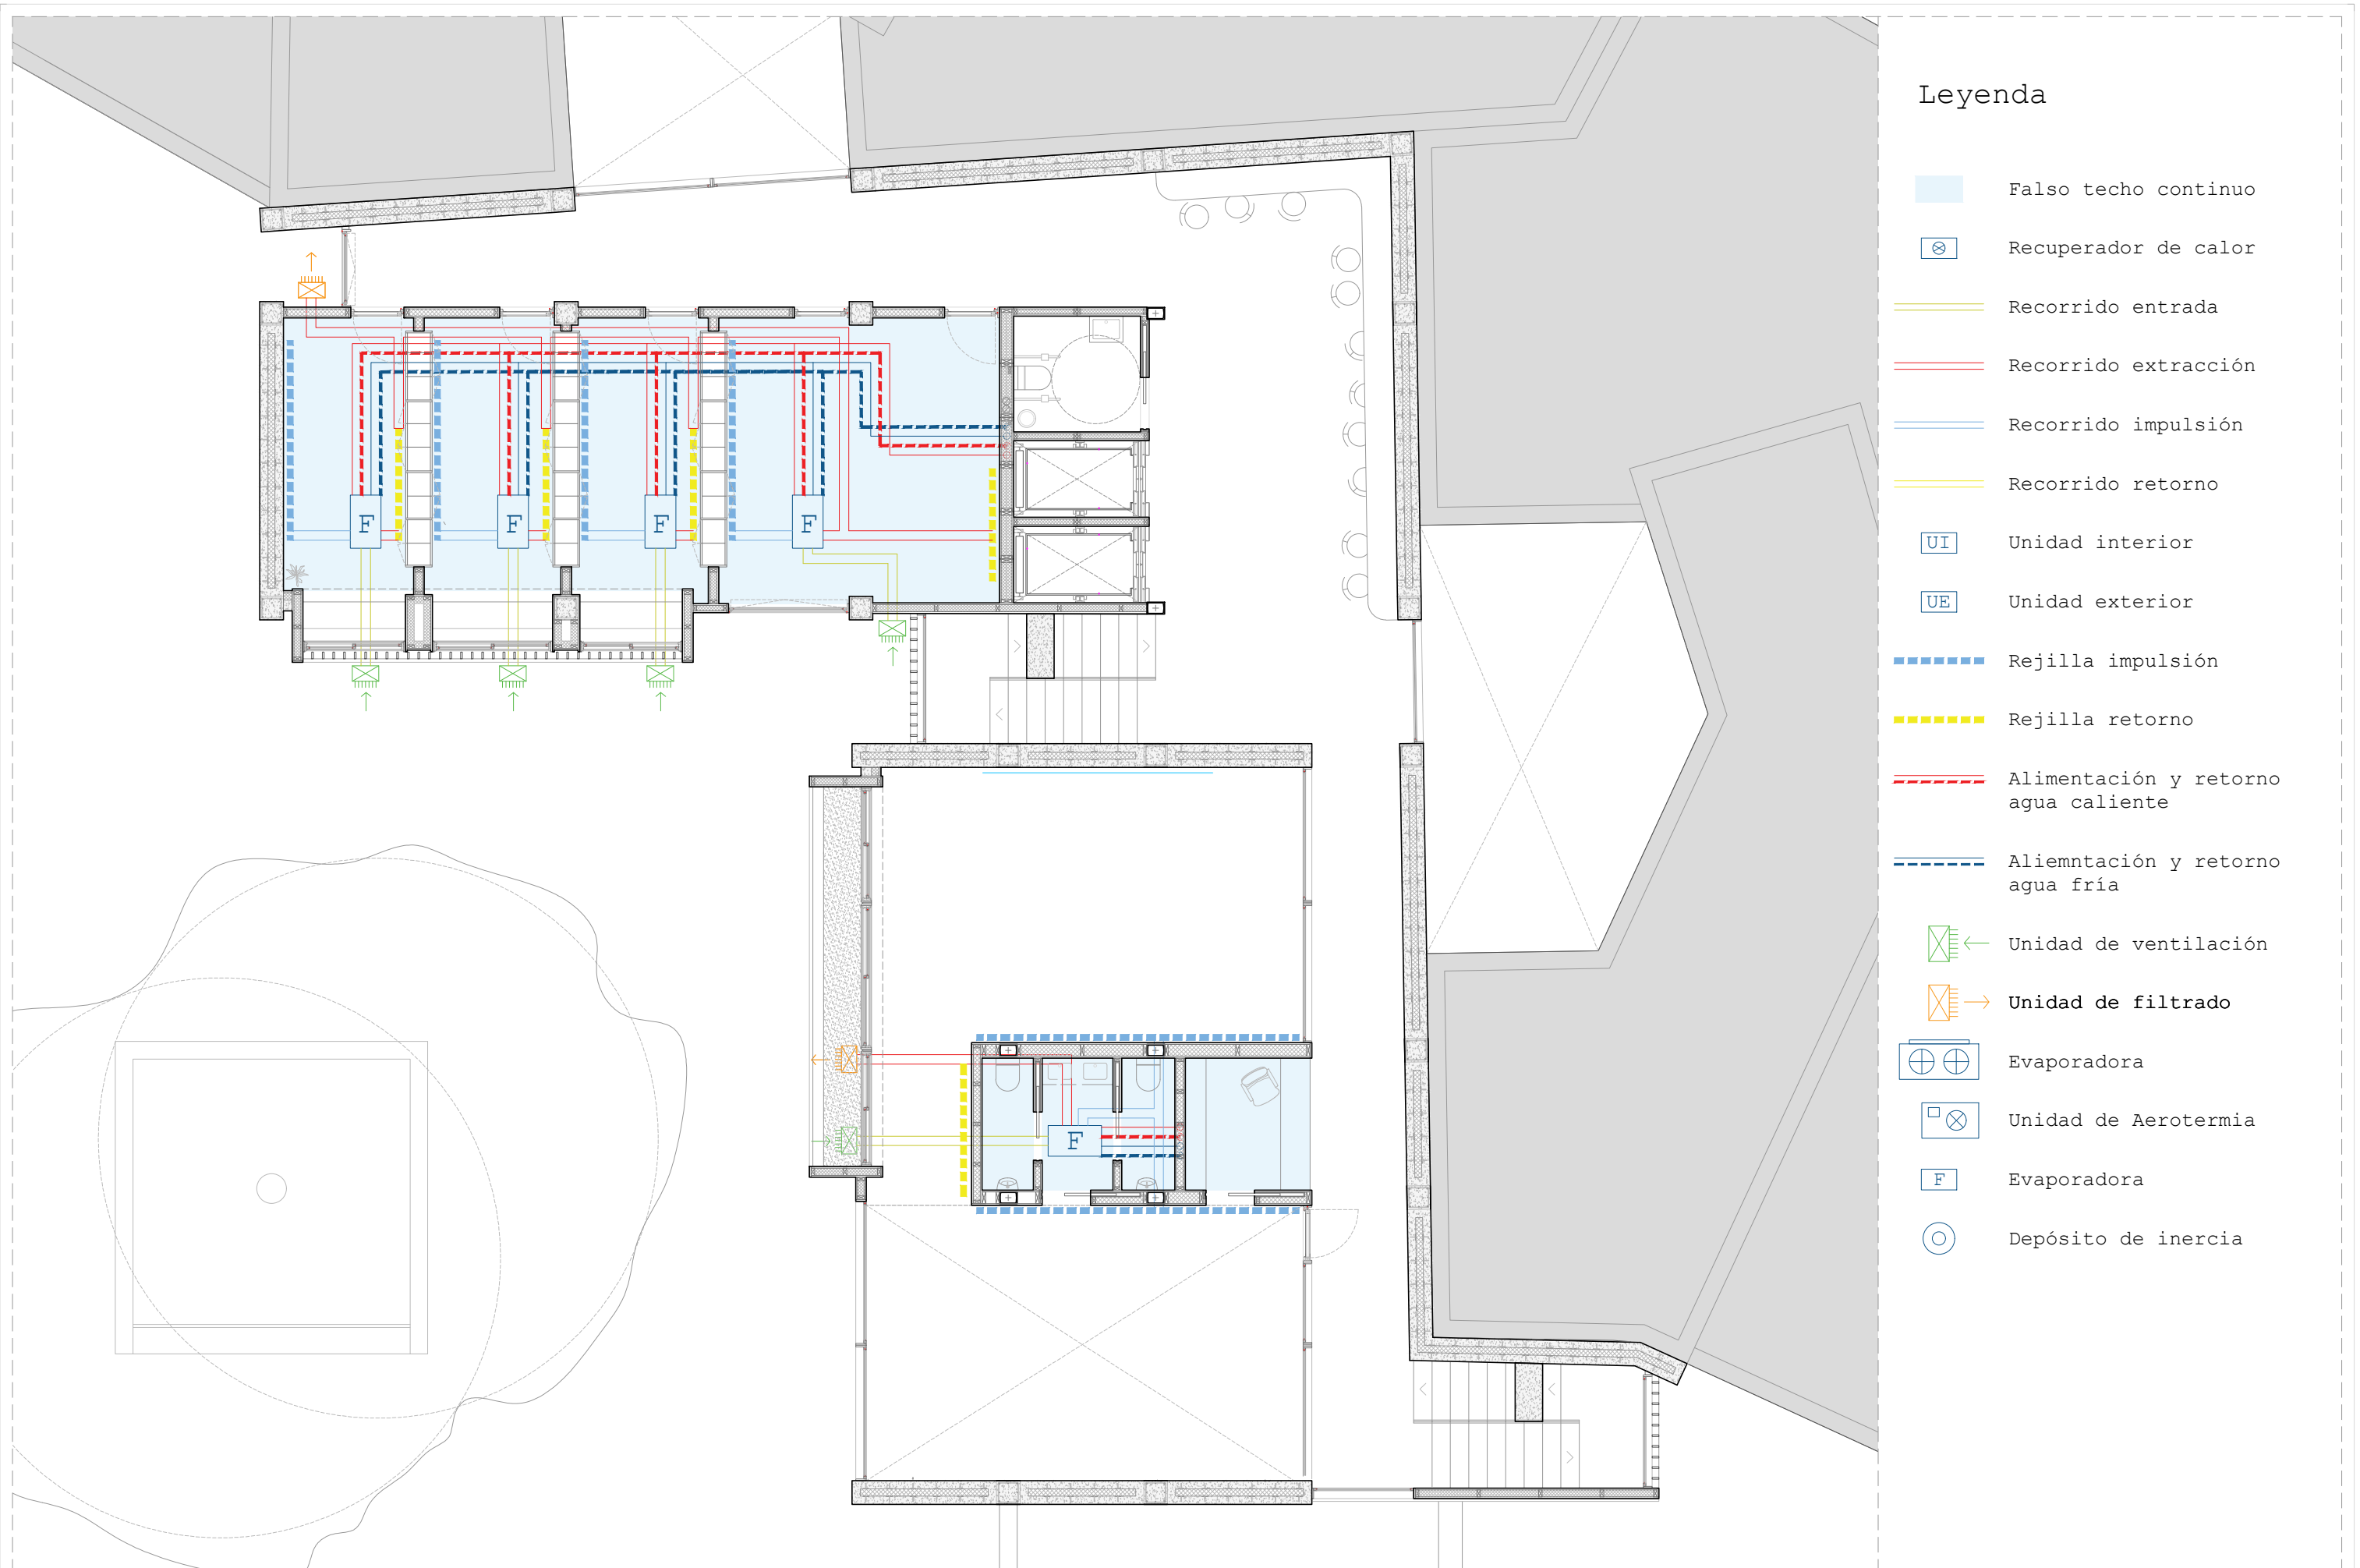 Leyenda
Falso techo continuo
Recuperador de calor
Recorrido entrada
Recorrido extracción
Recorrido impulsión
Recorrido retorno
UI Unidad interior
UE Unidad exterior
Rejilla impulsión
Rejilla retorno
Alimentación y retorno
agua caliente
Aliemntación y retorno
agua fría
Unidad de ventilación
Unidad de filtrado
Evaporadora
Unidad de Aerotermia
F Evaporadora
Depósito de inercia
F F F F
F